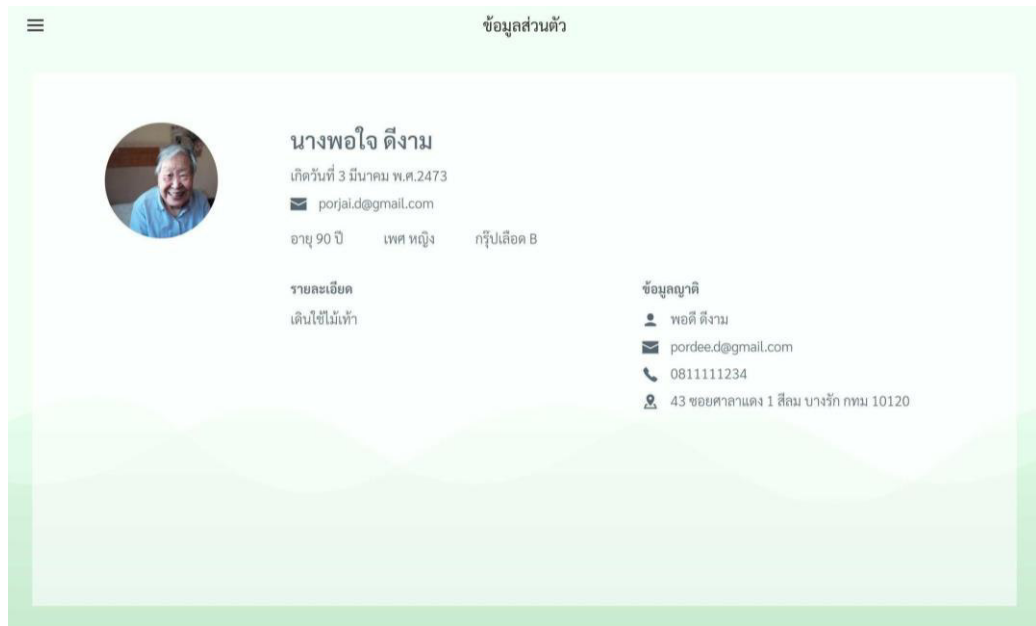 ข้อมูลส่วนตัว
นางพอใจ ดีงาม
เกิดวันที่ 3 มีนาคม พ.ศ.2473
porjai.d@gmail.com
อายุ 90 ปี เพศ หญิง กรุ๊ปเลือด B
รายละเอียด
เดินใช้ไม้เท้า
ข้อมูลญาติ
พอดี ดีงาม
pordee.d@gmail.com
0811111234
43 ซอยศาลาแดง 1 สีลม บางรัก กทม 10120